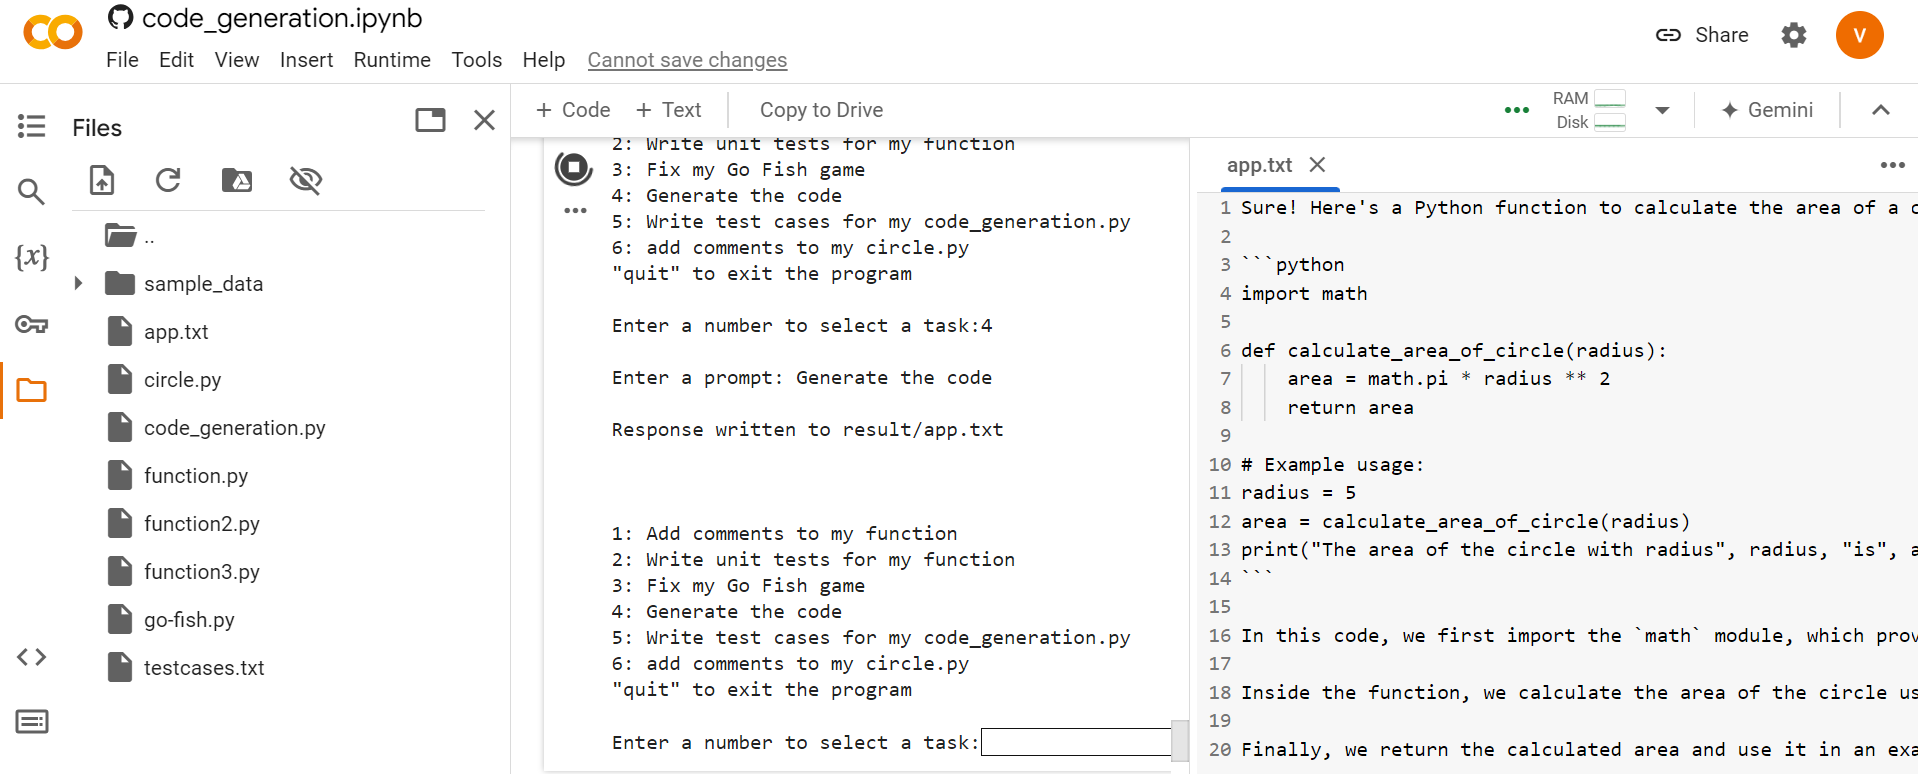 code_generation.ipynb
File Edit View Insert Runtime Tools Help Cannot save changes
Share
V
Files
..
sample_data
app.txt
circle.py
code_generation.py
function.py
function2.py
function3.py
go-fish.py
testcases.txt
+ Code + Text Copy to Drive
RAM
Disk
Gemini
2: Write unit tests for my function
3: Fix my Go Fish game
4: Generate the code
5: Write test cases for my code_generation.py
6: add comments to my circle.py
"quit" to exit the program
Enter a number to select a task:4
Enter a prompt: Generate the code
Response written to result/app.txt
1: Add comments to my function
2: Write unit tests for my function
3: Fix my Go Fish game
4: Generate the code
5: Write test cases for my code_generation.py
6: add comments to my circle.py
"quit" to exit the program
Enter a number to select a task:
app.txt
1 Sure! Here's a Python function to calculate the area of a
2
3 ```python
4 import math
5
6 def calculate_area_of_circle(radius):
7 area = math.pi * radius ** 2
8 return area
9
10 # Example usage:
11 radius = 5
12 area = calculate_area_of_circle(radius)
13 print("The area of the circle with radius", radius, "is",
14 ```
15
16 In this code, we first import the `math` module, which
17
18 Inside the function, we calculate the area of the circle
19
20 Finally, we return the calculated area and use it in an